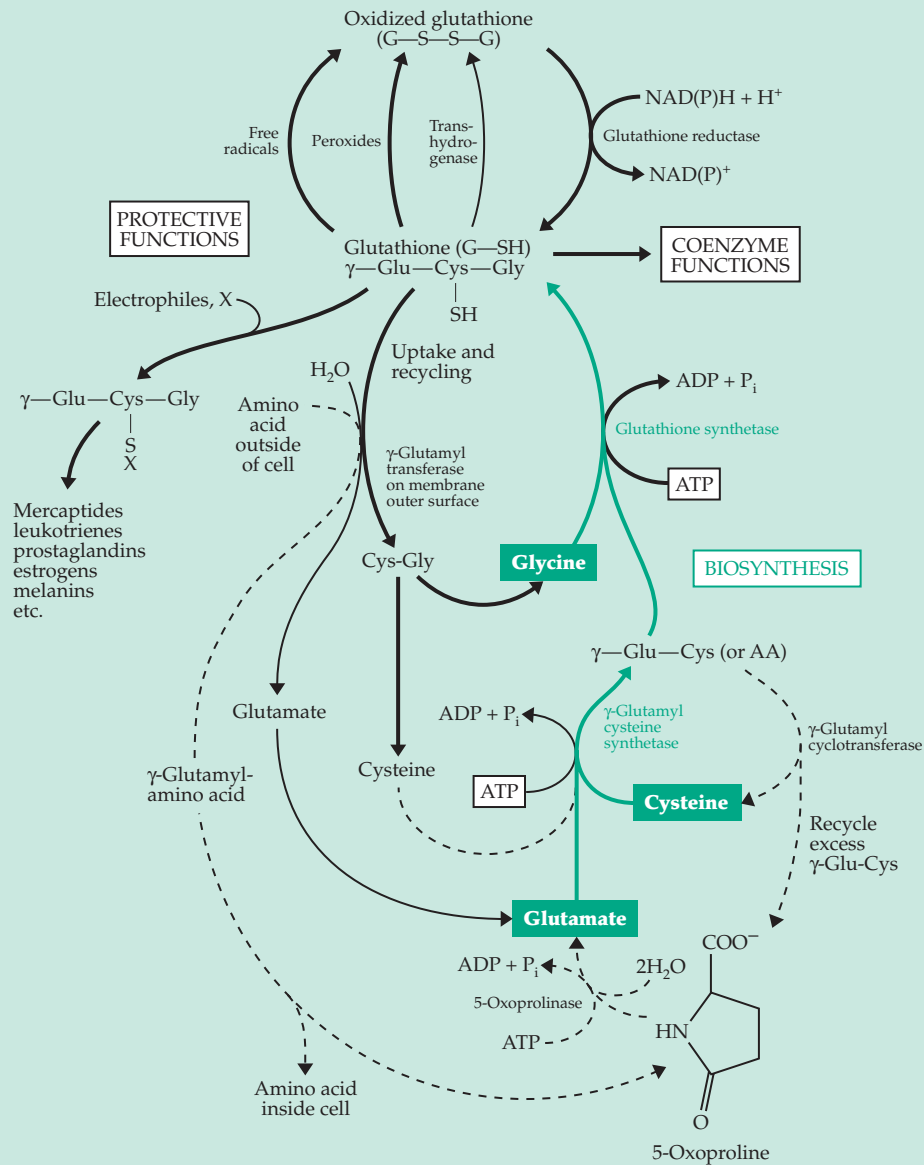 Oxidized glutathione
(G—S—S—G)
Free
radicals
Peroxides
Trans-
hydro-
genase
NAD(P)H + H⁺
Glutathione reductase
NAD(P)⁺
PROTECTIVE
FUNCTIONS
Glutathione (G—SH)
γ—Glu—Cys—Gly
SH
COENZYME
FUNCTIONS
Electrophiles, X
γ—Glu—Cys—Gly
S
X
Mercaptides
leukotrienes
prostaglandins
estrogens
melanins
etc.
Uptake and
recycling
H₂O
Amino
acid
outside
of cell
γ-Glutamyl
transferase
on membrane
outer surface
ADP + Pᵢ
Glutathione synthetase
ATP
Cys-Gly
Glycine
BIOSYNTHESIS
γ—Glu—Cys (or AA)
Glutamate
ADP + Pᵢ
γ-Glutamyl
cysteine
synthetase
γ-Glutamyl
cyclotransferase
γ-Glutamyl-
amino acid
Cysteine
ATP
Cysteine
Recycle
excess
γ-Glu-Cys
Glutamate
COO⁻
ADP + Pᵢ
2H₂O
5-Oxoprolinase
ATP
HN
O
Amino acid
inside cell
5-Oxoproline